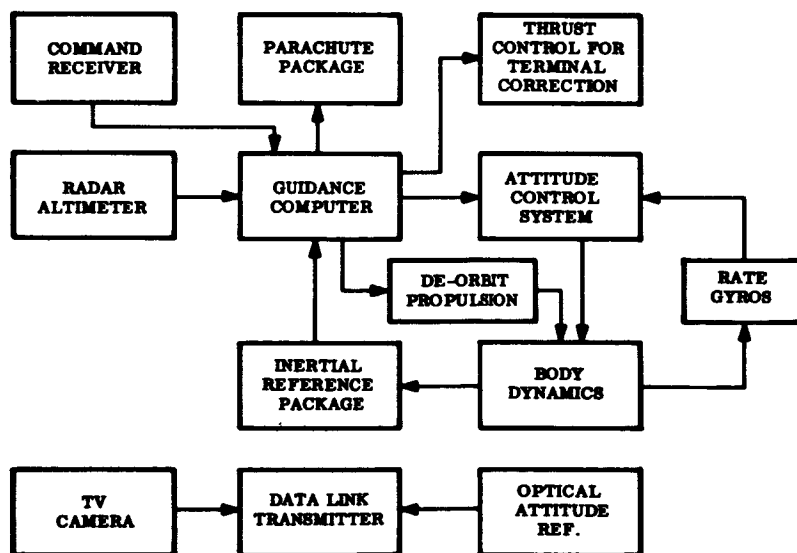 COMMAND
RECEIVER
PARACHUTE
PACKAGE
THRUST
CONTROL FOR
TERMINAL
CORRECTION
RADAR
ALTIMETER
GUIDANCE
COMPUTER
ATTITUDE
CONTROL
SYSTEM
DE-ORBIT
PROPULSION
RATE
GYROS
INERTIAL
REFERENCE
PACKAGE
BODY
DYNAMICS
TV
CAMERA
DATA LINK
TRANSMITTER
OPTICAL
ATTITUDE
REF.